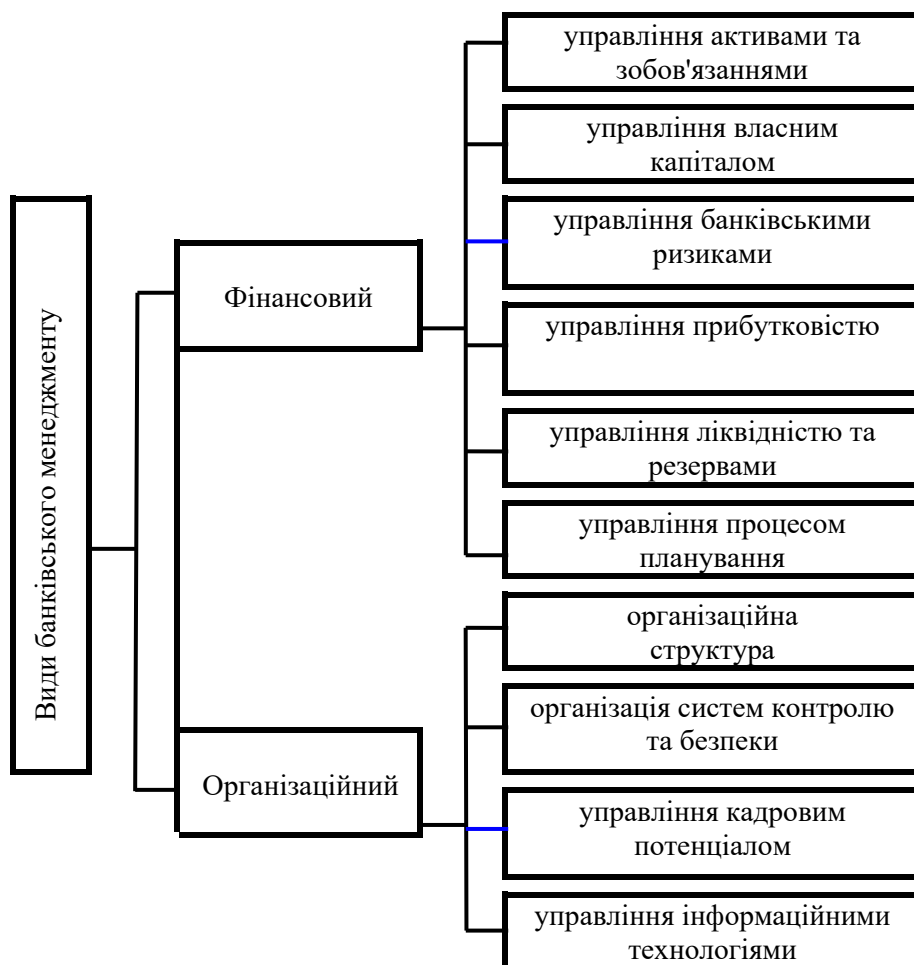 Види банківського менеджменту
Фінансовий
управління активами та
зобов'язаннями
управління власним
капіталом
управління банківськими
ризиками
управління прибутковістю
управління ліквідністю та
резервами
управління процесом
планування
Організаційний
організаційна
структура
організація систем контролю
та безпеки
управління кадровим
потенціалом
управління інформаційними
технологіями